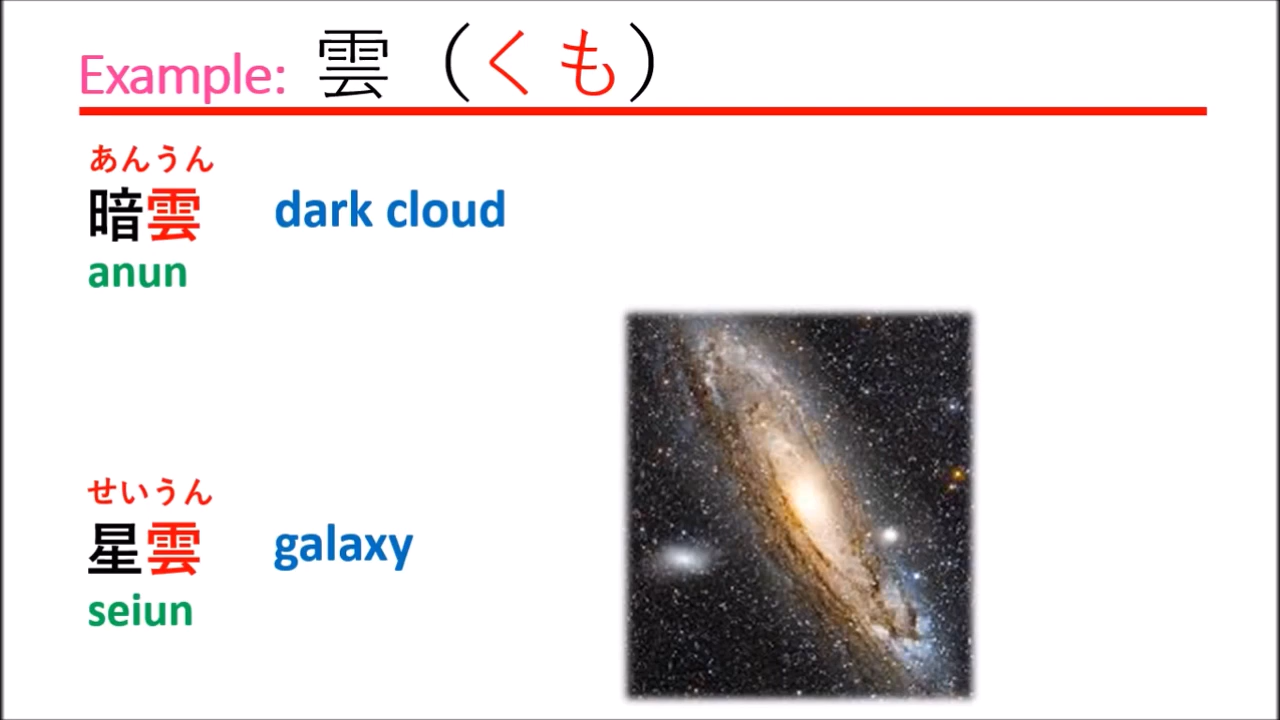 Example: 雲（くも）
あんうん
暗雲 dark cloud
anun
せいうん
星雲 galaxy
seiun